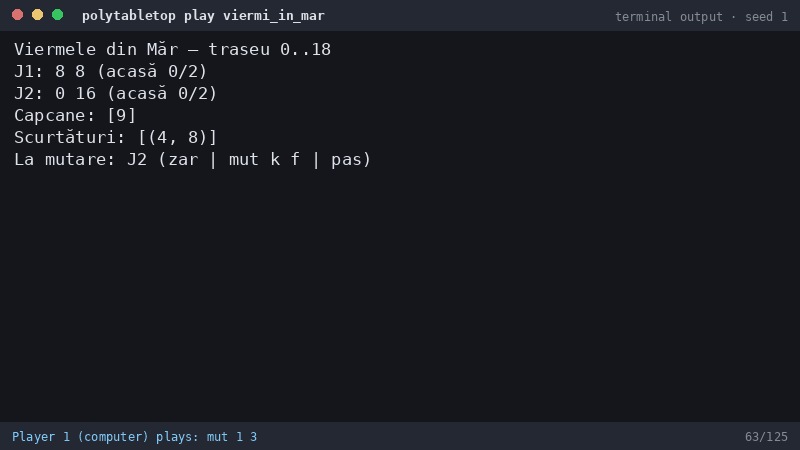 polytabletop play viermi_in_mar
terminal output · seed 1
Viermele din Măr — traseu 0..18
J1: 8 8 (acasă 0/2)
J2: 0 16 (acasă 0/2)
Capcane: [9]
Scurtături: [(4, 8)]
La mutare: J2 (zar | mut k f | pas)
Player 1 (computer) plays: mut 1 3
63/125